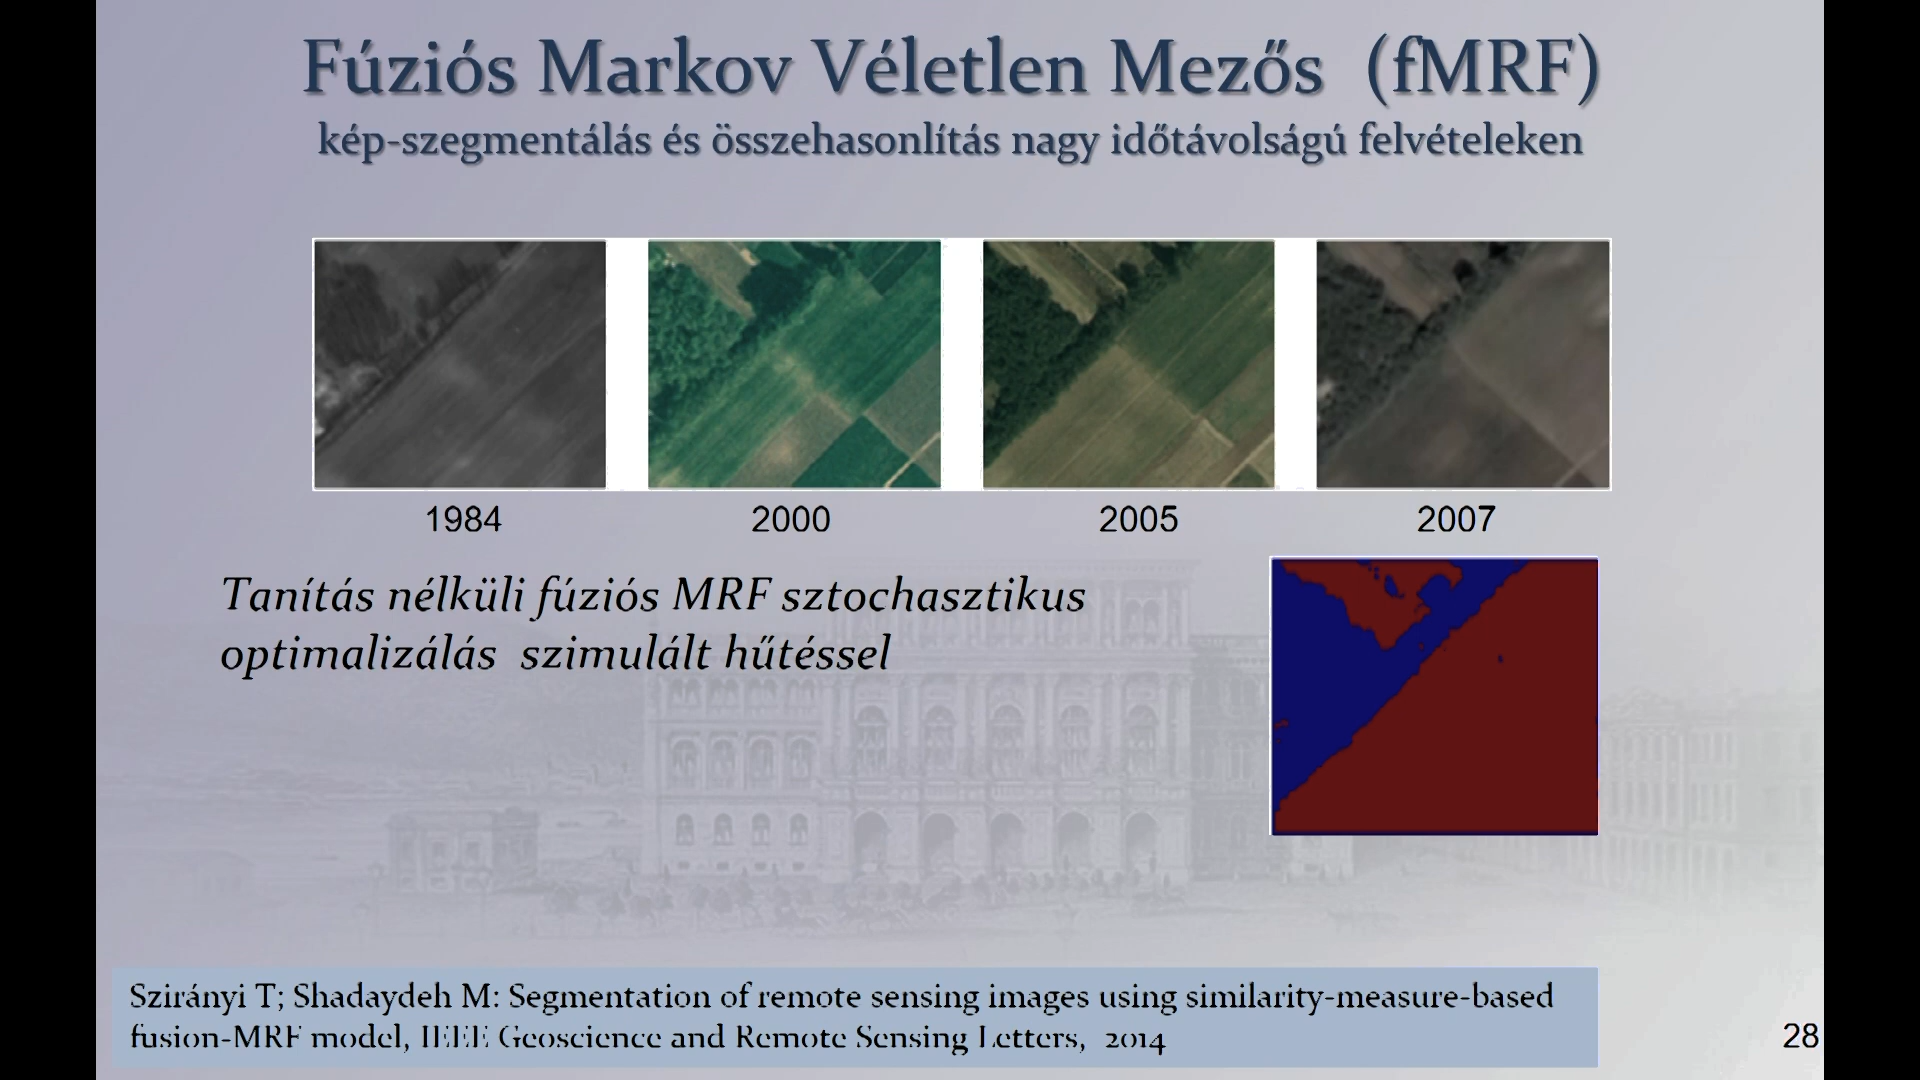 Fúziós Markov Véletlen Mezős (fMRF)
kép-szegmentálás és összehasonlítás nagy időtávolságú felvételeken
1984 2000 2005 2007
Tanítás nélküli fúziós MRF sztochasztikus
optimalizálás szimulált hűtéssel
Szirányi T; Shadaydeh M: Segmentation of remote sensing images using similarity-measure-based
fusion-MRF model, IEEE Geoscience and Remote Sensing Letters, 2014
28